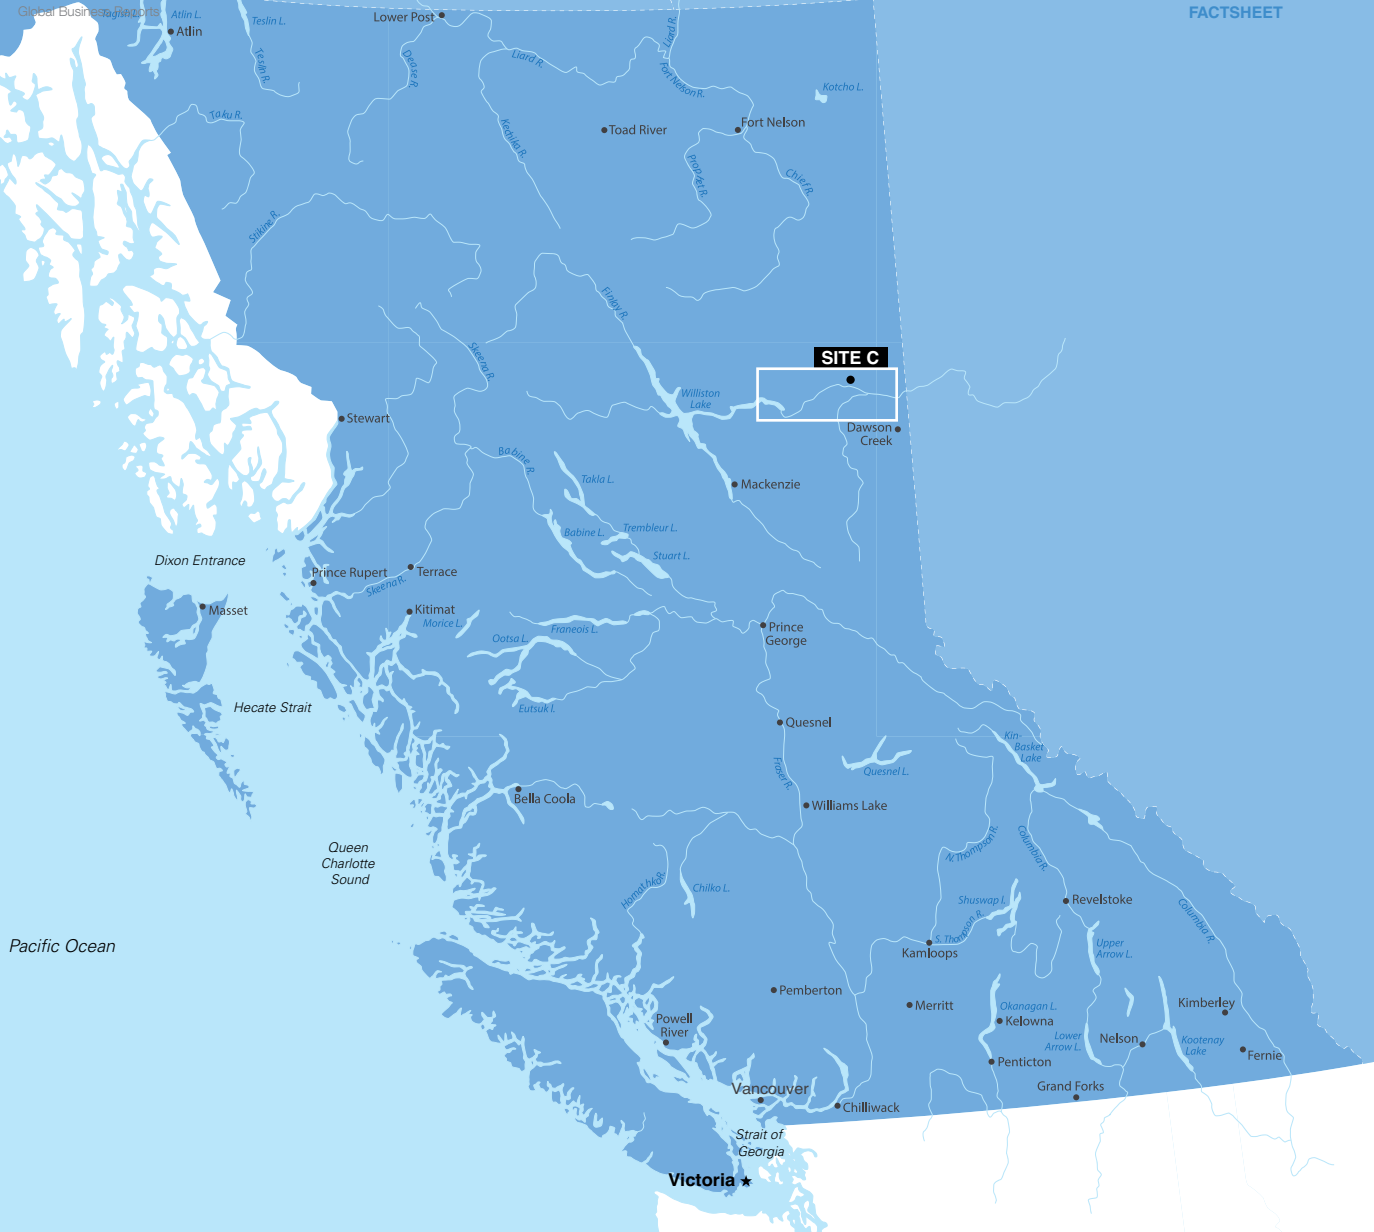 Global Business Reports
FACTSHEET
Tagish L.
Atlin L.
Teslin L.
Atlin
Lower Post
Liard R.
Teslin R.
Dease R.
Liard R.
Fort Nelson R.
Kotcho L.
Taku R.
Kechika R.
Toad River
Fort Nelson
Prophet R.
Chief R.
Stikine R.
Finlay R.
Skeena R.
SITE C
Williston
Lake
Stewart
Dawson
Creek
Babine R.
Takla L.
Mackenzie
Babine L.
Trembleur L.
Stuart L.
Dixon Entrance
Prince Rupert
Skeena R.
Terrace
Masset
Kitimat
Morice L.
Ootsa L.
Franeois L.
Prince
George
Hecate Strait
Eutsuk l.
Quesnel
Kin-
Basket
Lake
Fraser R.
Quesnel L.
Bella Coola
Williams Lake
Queen
Charlotte
Sound
N. Thompson R.
Columbia R.
Homathko R.
Chilko L.
Shuswap l.
Revelstoke
Columbia R.
S. Thompson R.
Pacific Ocean
Kamloops
Upper
Arrow L.
Pemberton
Merritt
Okanagan L.
Kelowna
Kimberley
Powell
River
Lower
Arrow L.
Nelson
Kootenay
Lake
Fernie
Penticton
Vancouver
Grand Forks
Chilliwack
Strait of
Georgia
Victoria